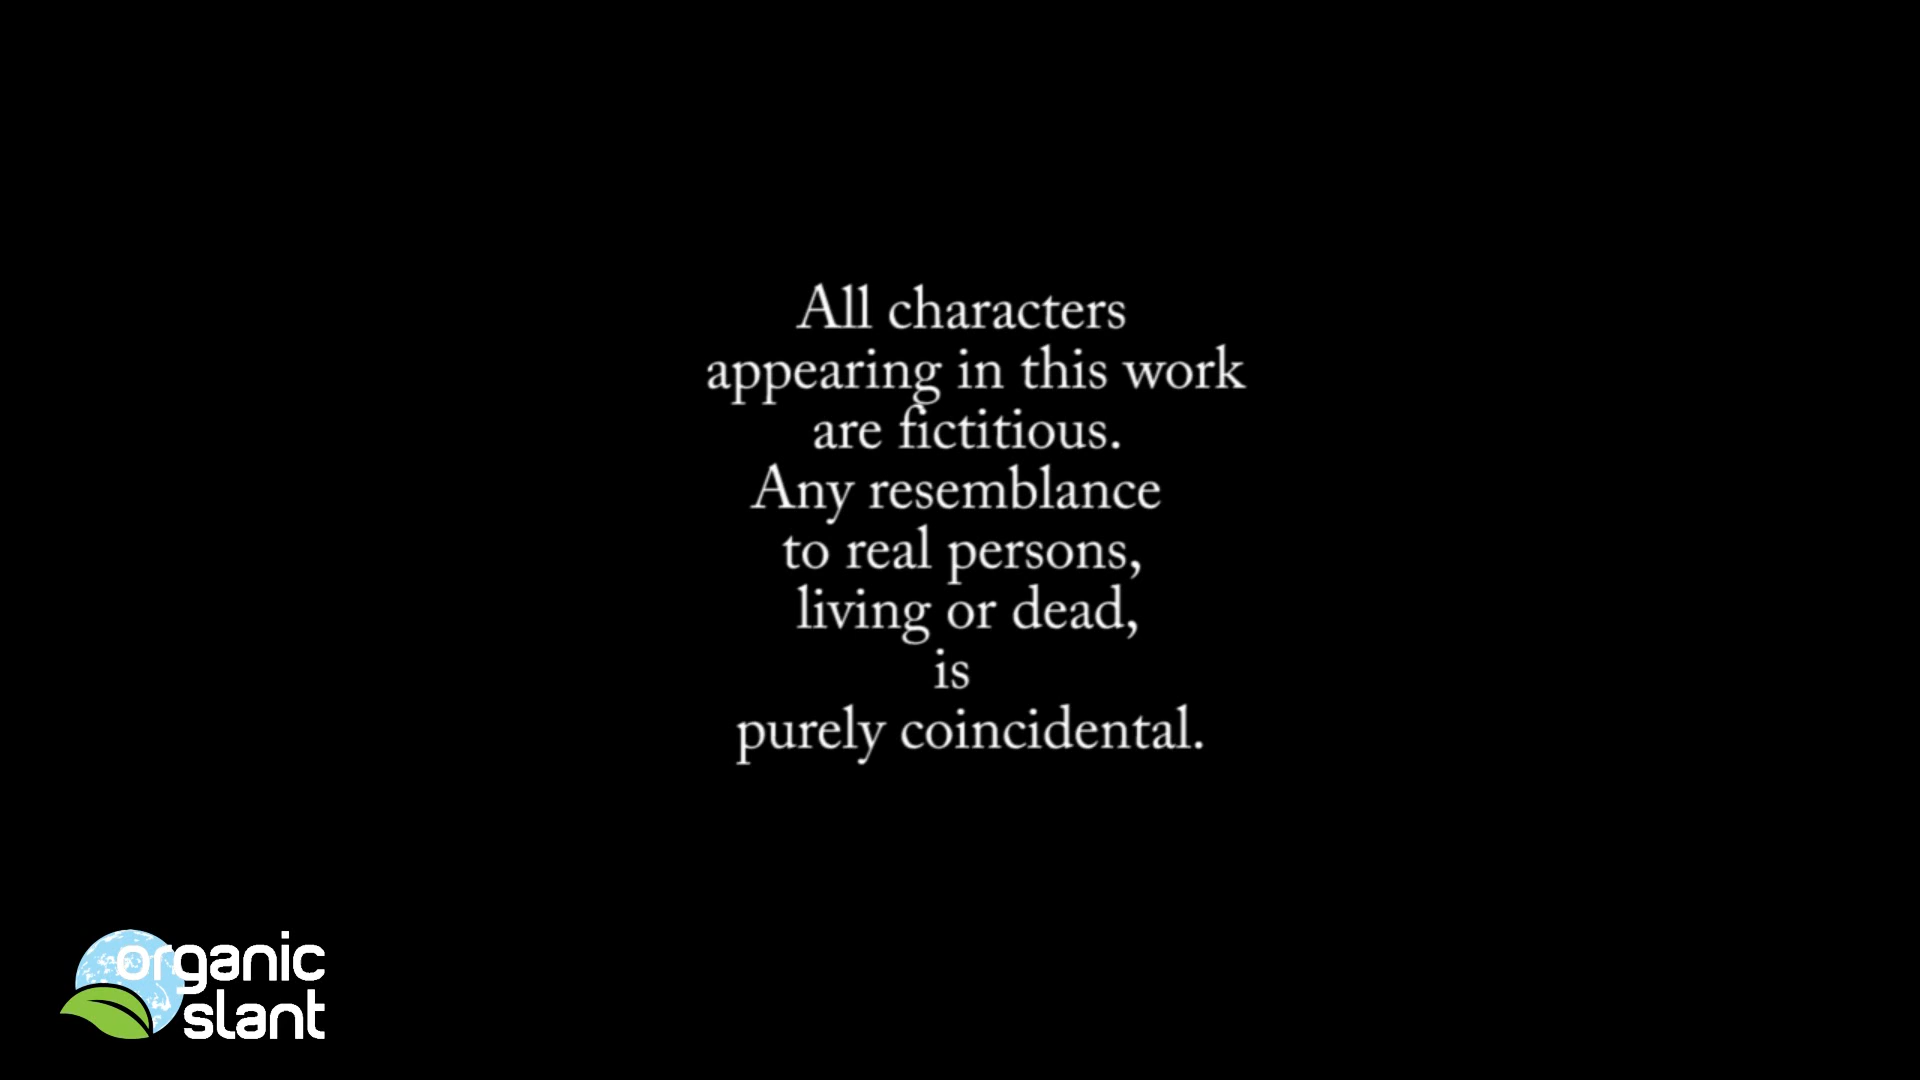 All characters
appearing in this work
are fictitious.
Any resemblance
to real persons,
living or dead,
is
purely coincidental.
organic
slant